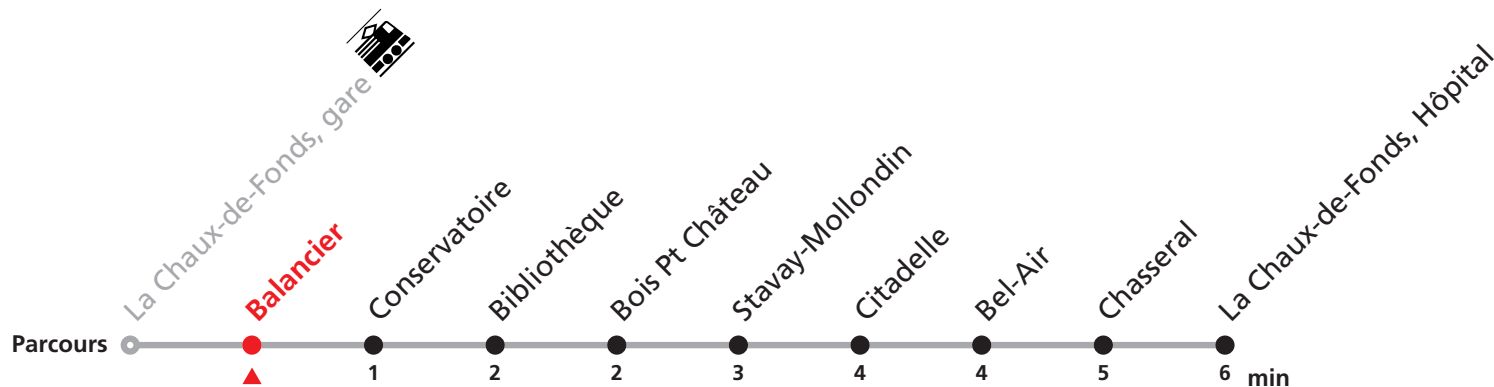 La Chaux-de-Fonds, gare
Balancier
Conservatoire
Bibliothèque
Bois Pt Château
Stavay-Mollondin
Citadelle
Bel-Air
Chasseral
La Chaux-de-Fonds, Hôpital
Parcours
1 2 2 3 4 4 5 6 min